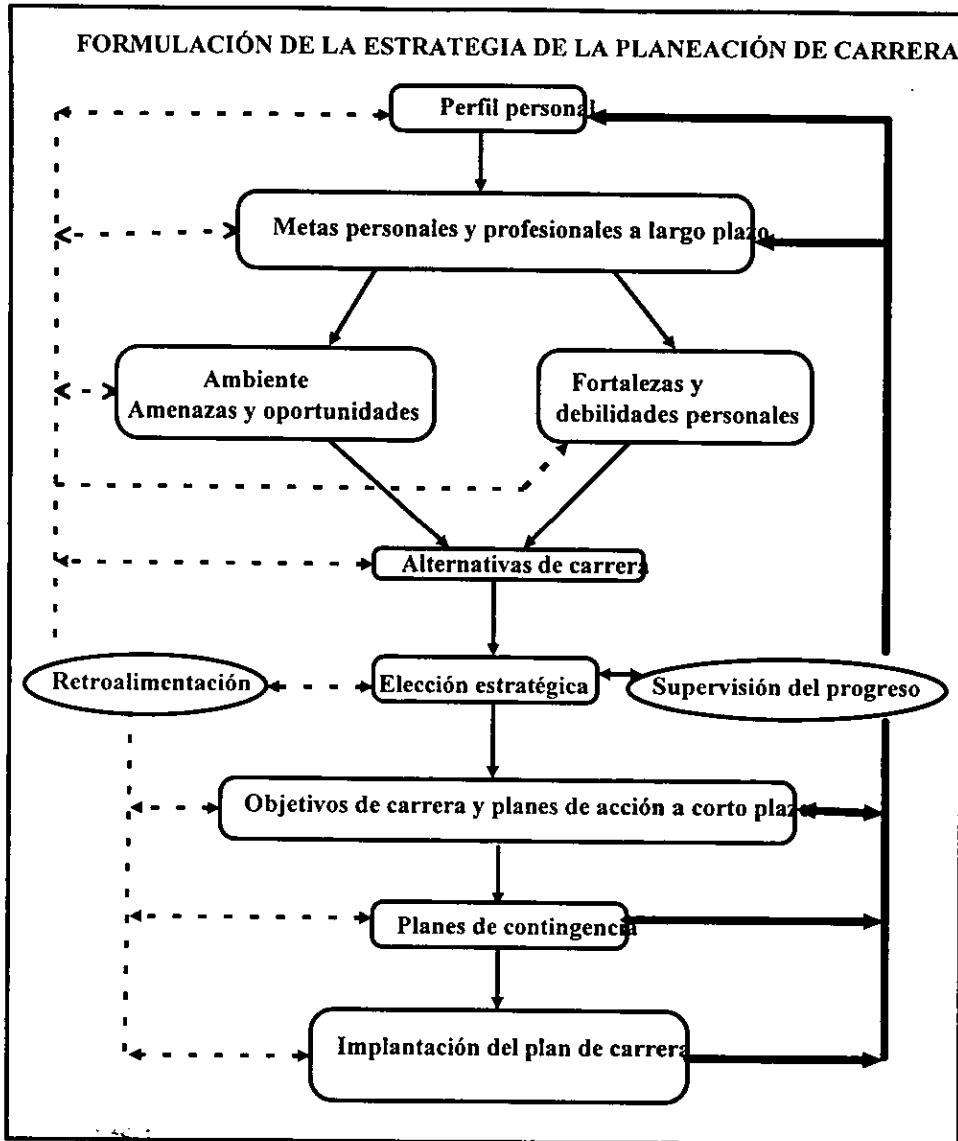 FORMULACIÓN DE LA ESTRATEGIA DE LA PLANEACIÓN DE CARRERA
Perfil personal
Metas personales y profesionales a largo plazo
Ambiente
Amenazas y oportunidades
Fortalezas y
debilidades personales
Alternativas de carrera
Retroalimentación
Elección estratégica
Supervisión del progreso
Objetivos de carrera y planes de acción a corto plazo
Planes de contingencia
Implantación del plan de carrera